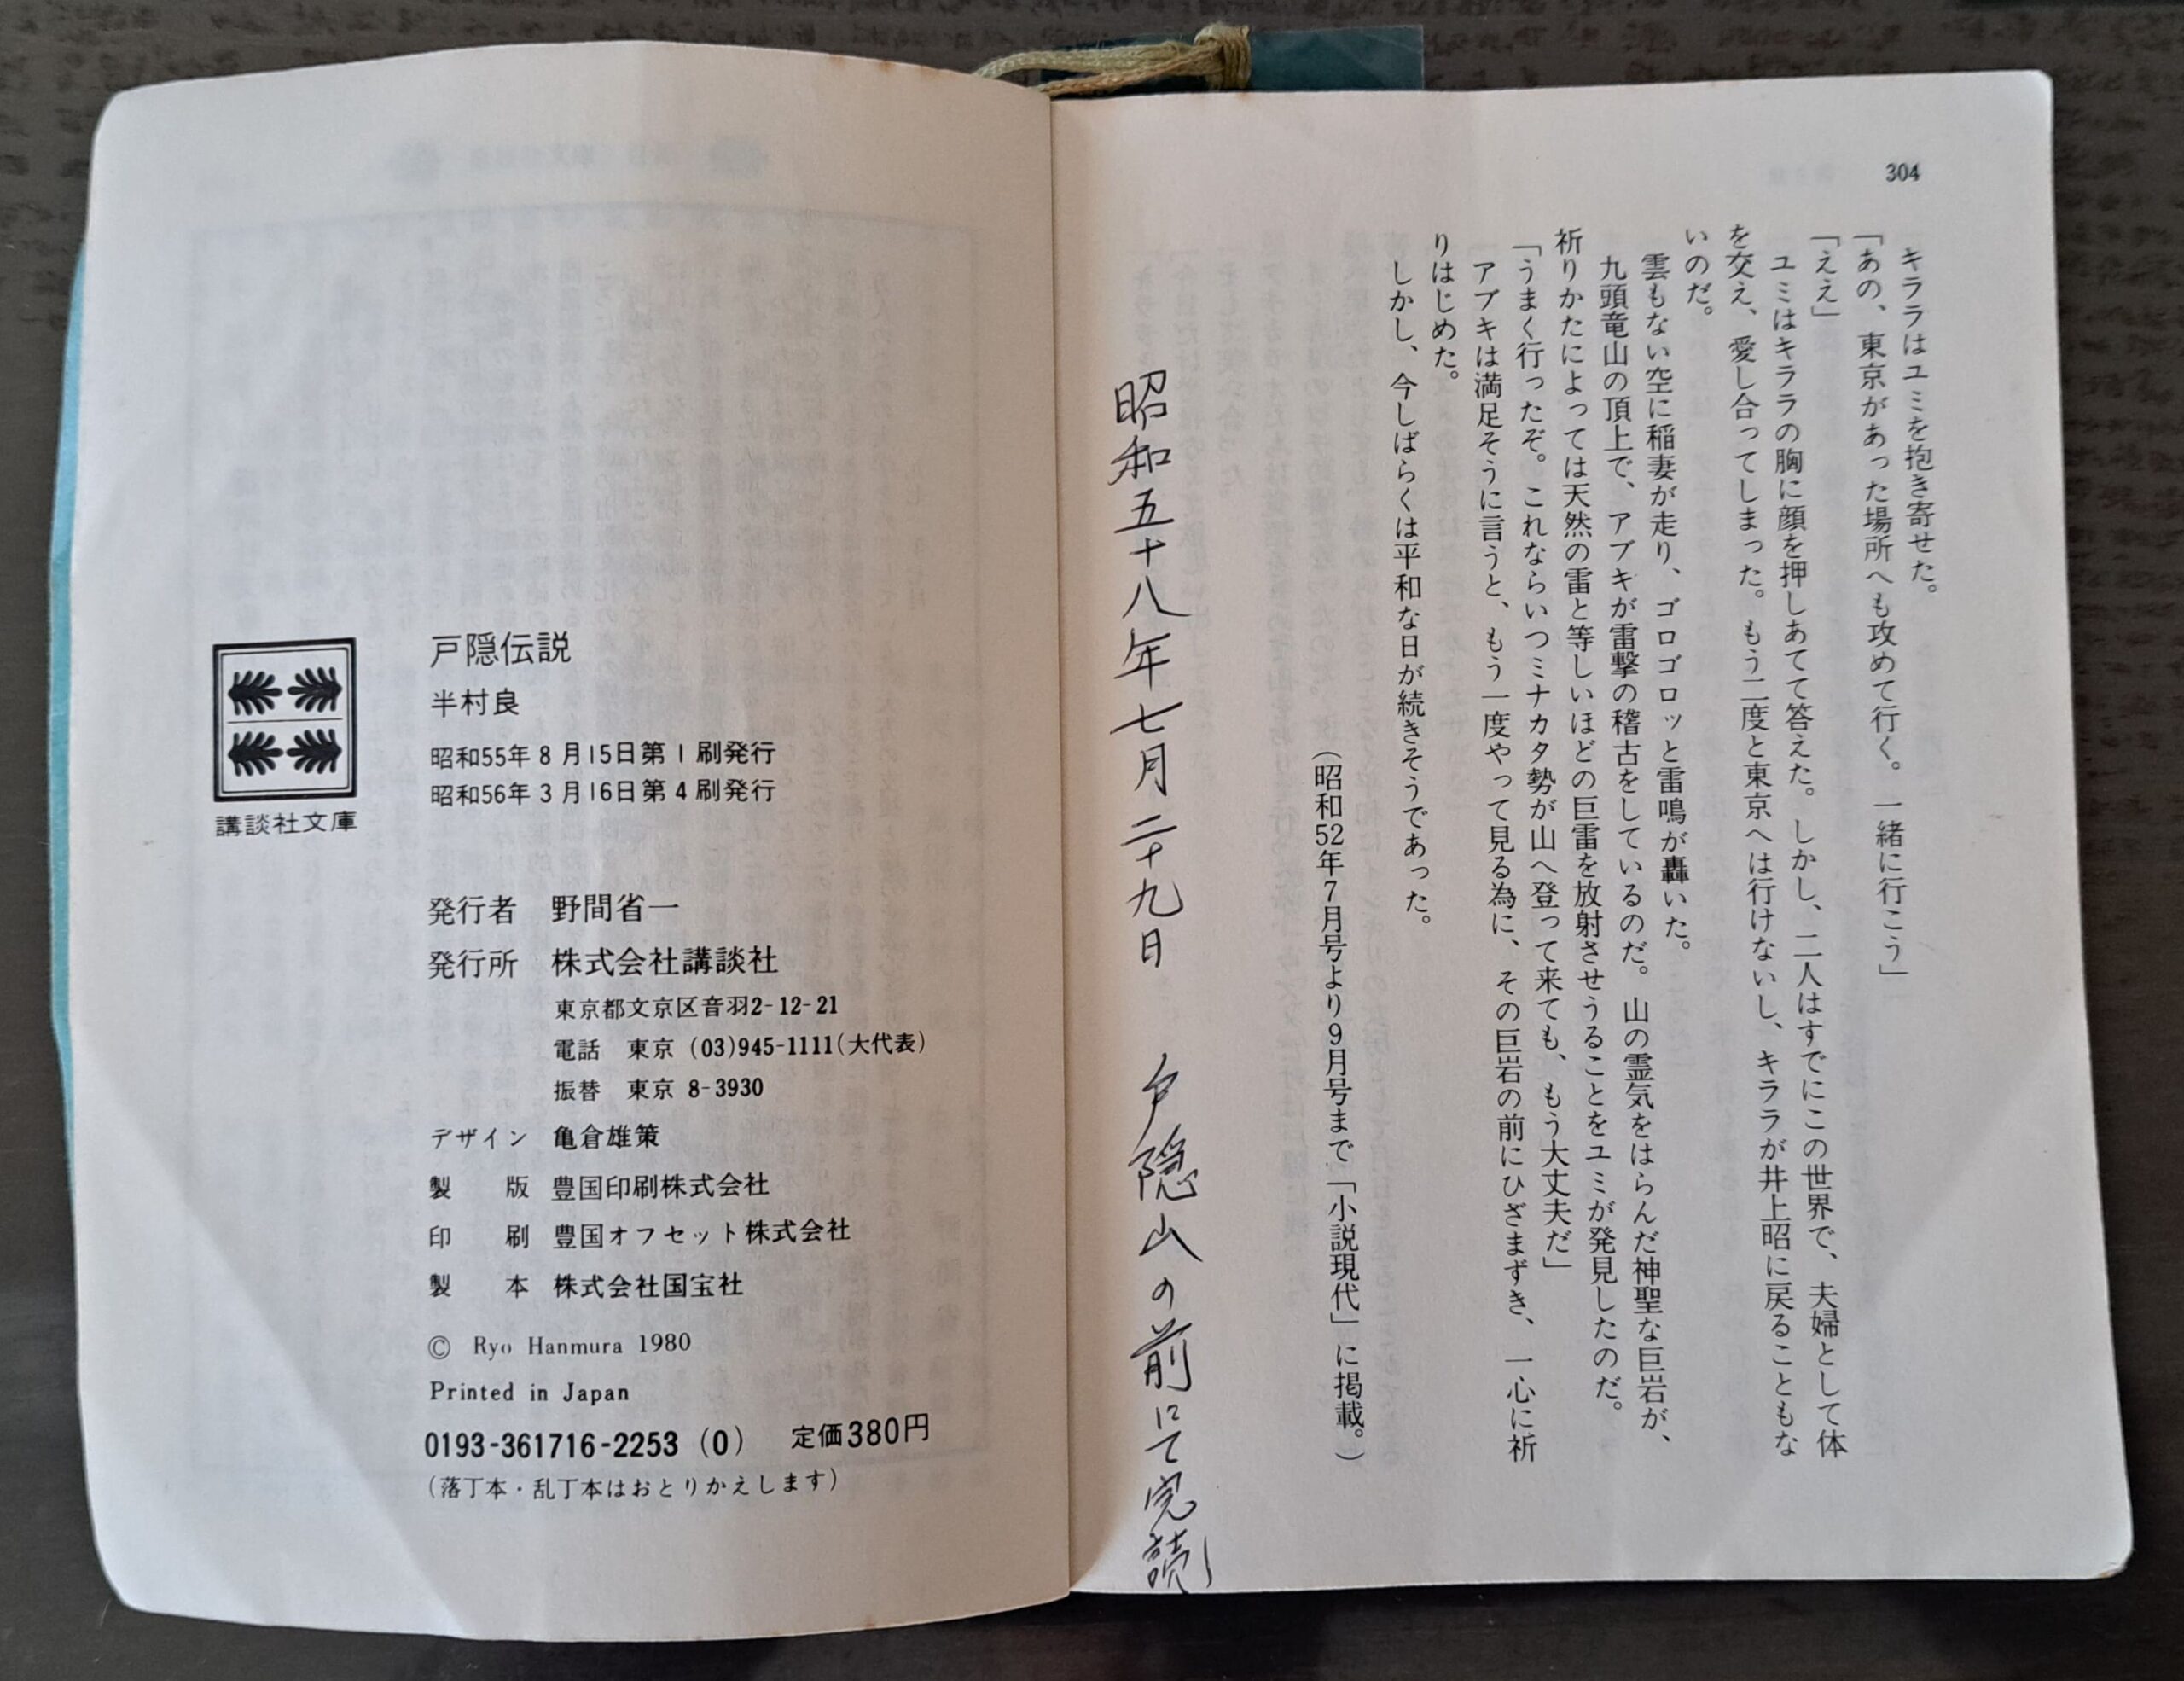 304
キララはユミを抱き寄せた。
「あの、東京があった場所へも攻めて行く。一緒に行こう」
「ええ」
ユミはキララの胸に顔を押しあてて答えた。しかし、二人はすでにこの世界で、夫婦として体
を交え、愛し合ってしまった。もう二度と東京へは行けないし、キララが井上昭に戻ることもな
いのだ。
雲もない空に稲妻が走り、ゴロゴロッと雷鳴が轟いた。
九頭竜山の頂上で、アブキが雷撃の稽古をしているのだ。山の霊気をはらんだ神聖な巨岩が、
祈りかたによっては天然の雷と等しいほどの巨雷を放射させうることをユミが発見したのだ。
「うまく行ったぞ。これならいつミナカタ勢が山へ登って来ても、もう大丈夫だ」
アブキは満足そうに言うと、もう一度やって見る為に、その巨岩の前にひざまずき、一心に祈
りはじめた。
しかし、今しばらくは平和な日が続きそうであった。
（昭和52年7月号より9月号まで「小説現代」に掲載。）
昭和五十八年七月二十九日 戸隠山の前にて完読
戸隠伝説
半村良
昭和55年8月15日第1刷発行
昭和56年3月16日第4刷発行
講談社文庫
発行者 野間省一
発行所 株式会社講談社
東京都文京区音羽2-12-21
電話 東京 (03)945-1111(大代表)
振替 東京 8-3930
デザイン 亀倉雄策
製版 豊国印刷株式会社
印刷 豊国オフセット株式会社
製本 株式会社国宝社
© Ryo Hanmura 1980
Printed in Japan
0193-361716-2253 (0) 定価380円
(落丁本・乱丁本はおとりかえします)